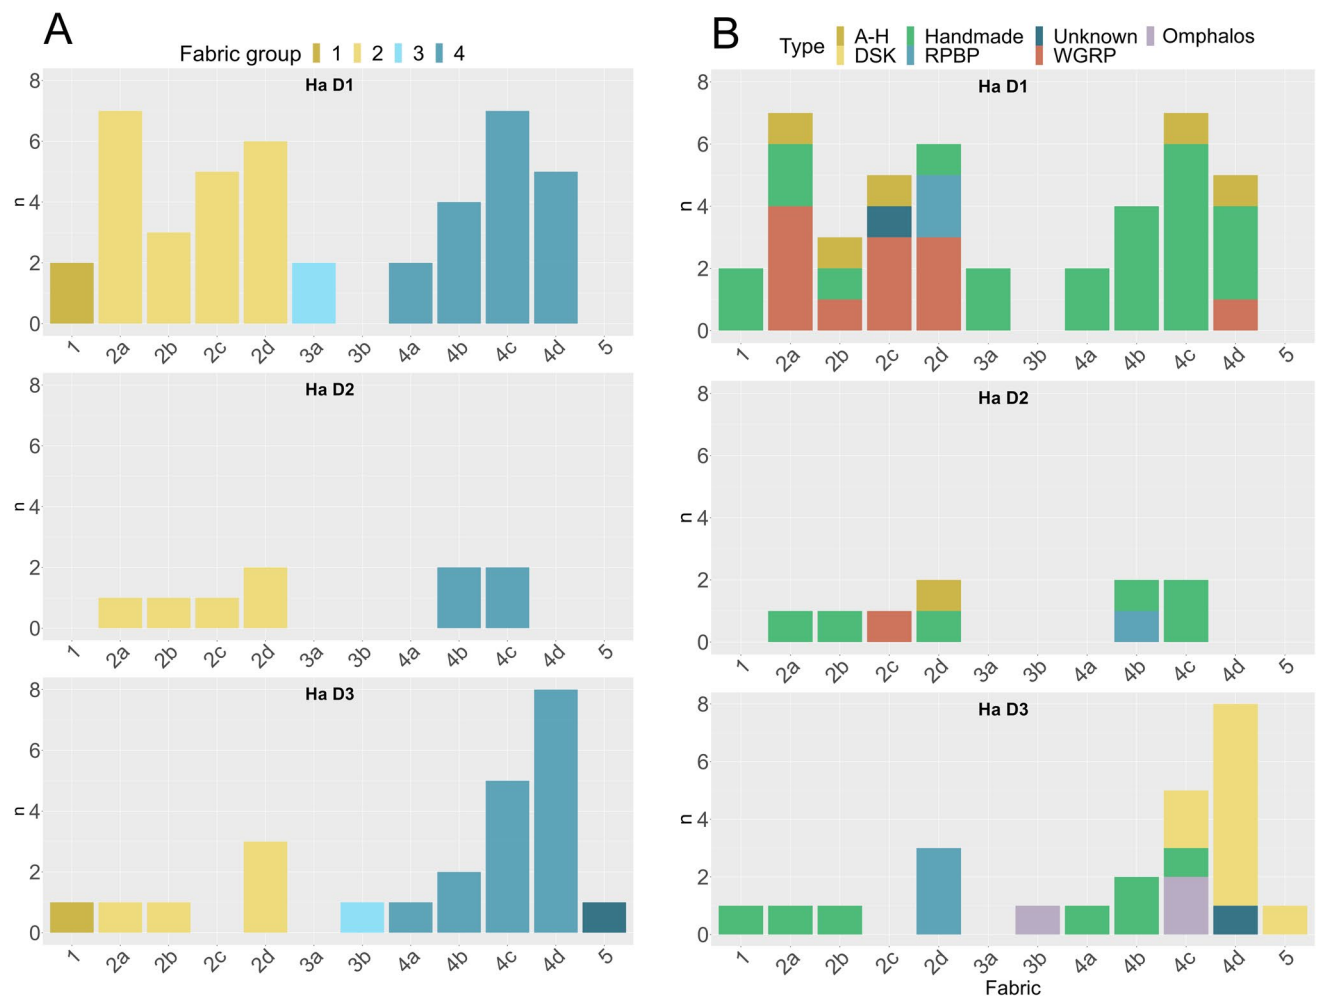 A
Fabric group 1 2 3 4
Ha D1
n
8
6
4
2
0
1 2a 2b 2c 2d 3a 3b 4a 4b 4c 4d 5
Ha D2
n
8
6
4
2
0
1 2a 2b 2c 2d 3a 3b 4a 4b 4c 4d 5
Ha D3
n
8
6
4
2
0
1 2a 2b 2c 2d 3a 3b 4a 4b 4c 4d 5
B
Type
A-H Handmade Unknown Omphalos
DSK RPBP WGRP
Ha D1
n
8
6
4
2
0
1 2a 2b 2c 2d 3a 3b 4a 4b 4c 4d 5
Ha D2
n
8
6
4
2
0
1 2a 2b 2c 2d 3a 3b 4a 4b 4c 4d 5
Ha D3
n
8
6
4
2
0
1 2a 2b 2c 2d 3a 3b 4a 4b 4c 4d 5
Fabric